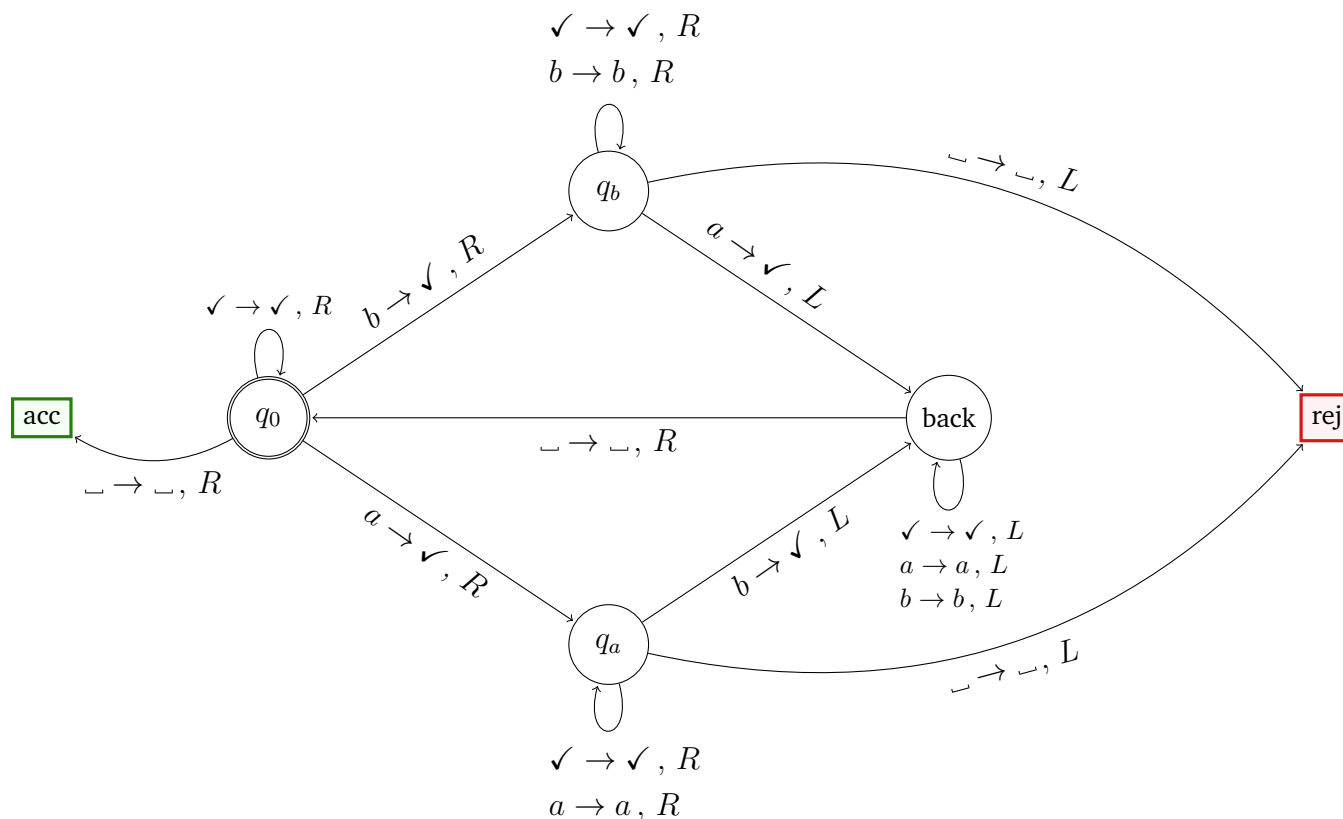 ✓ → ✓, R
b → b, R
q_b
␣ → ␣, L
a → ✓, L
b → ✓, R
✓ → ✓, R
acc
q_0
back
rej
␣ → ␣, R
␣ → ␣, R
a → ✓, R
b → ✓, L
✓ → ✓, L
a → a, L
b → b, L
q_a
␣ → ␣, L
✓ → ✓, R
a → a, R